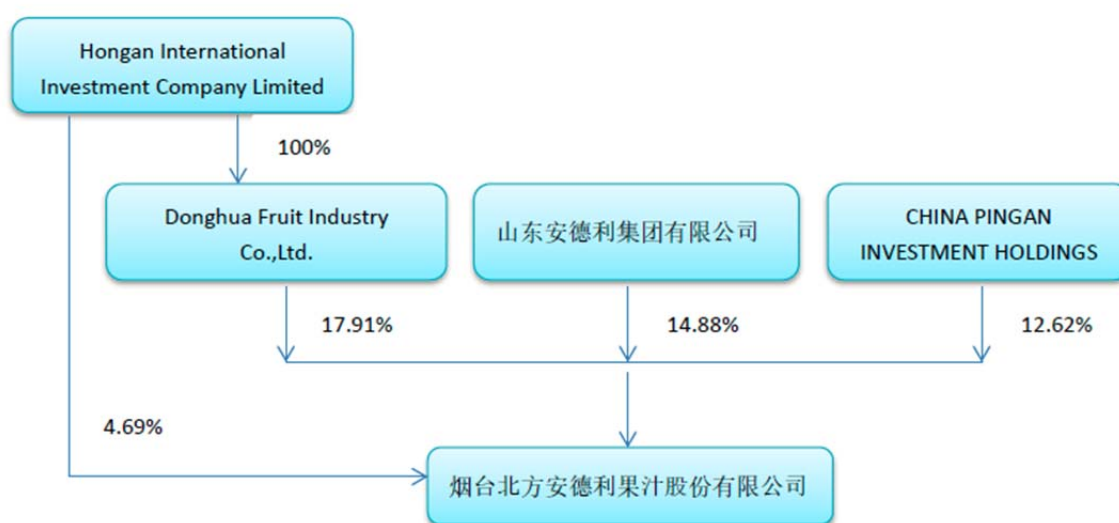 Hongan International
Investment Company Limited
100%
Donghua Fruit Industry
Co.,Ltd.
山东安德利集团有限公司
CHINA PINGAN
INVESTMENT HOLDINGS
17.91%
14.88%
12.62%
4.69%
烟台北方安德利果汁股份有限公司